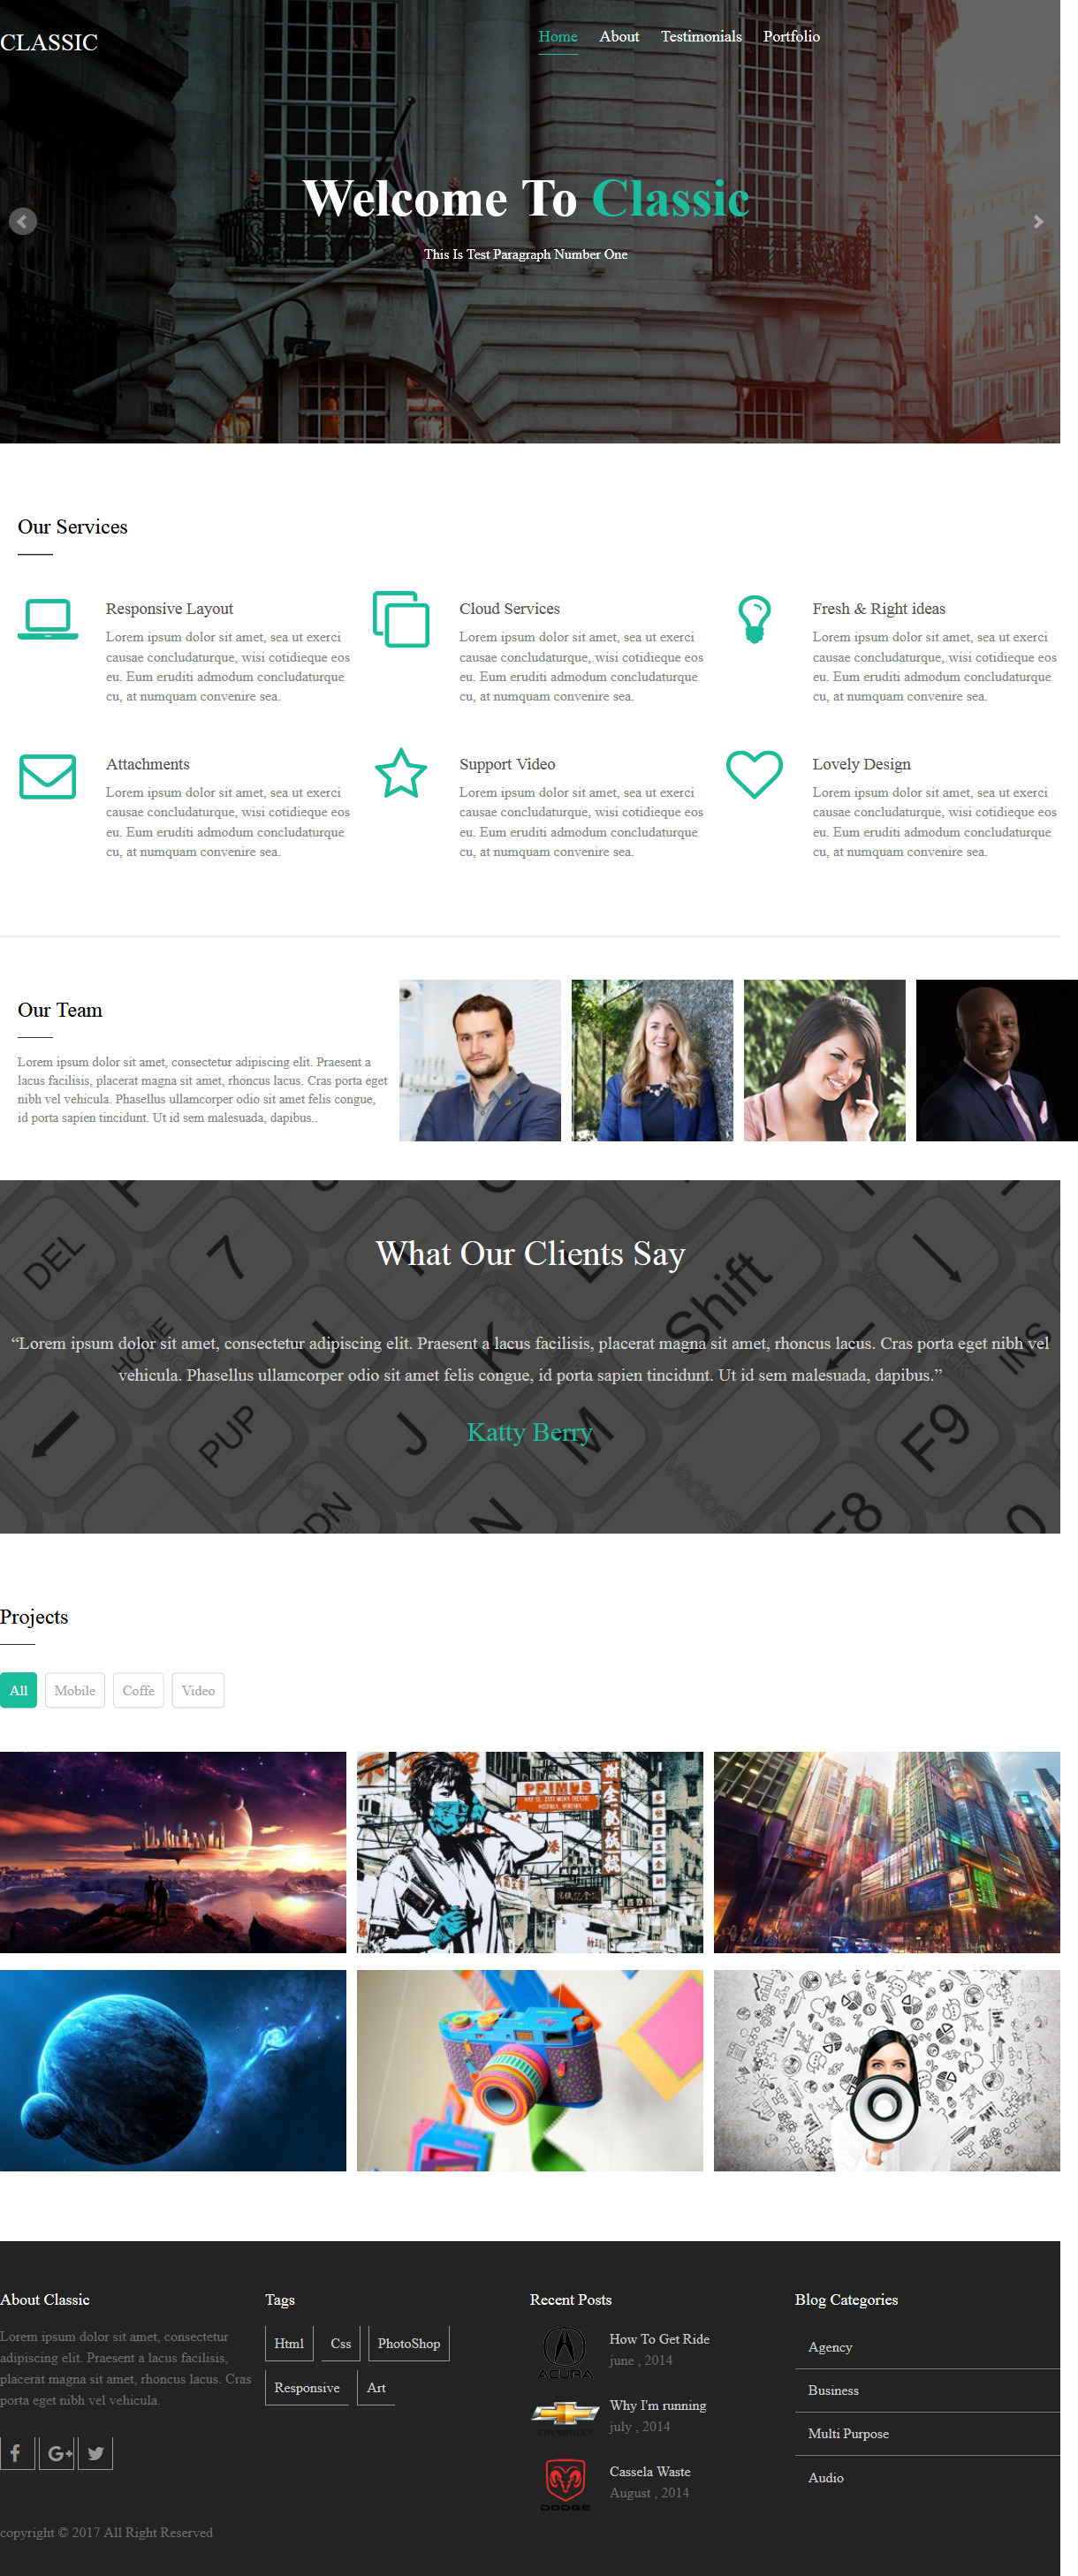 CLASSIC
Home About Testimonials Portfolio
Welcome To Classic
This Is Test Paragraph Number One
Our Services
Responsive Layout
Lorem ipsum dolor sit amet, sea ut exerci
causae concludaturque, wisi cotidieque eos
eu. Eum eruditi admodum concludaturque
cu, at numquam convenire sea.
Cloud Services
Lorem ipsum dolor sit amet, sea ut exerci
causae concludaturque, wisi cotidieque eos
eu. Eum eruditi admodum concludaturque
cu, at numquam convenire sea.
Fresh & Right ideas
Lorem ipsum dolor sit amet, sea ut exerci
causae concludaturque, wisi cotidieque eos
eu. Eum eruditi admodum concludaturque
cu, at numquam convenire sea.
Attachments
Lorem ipsum dolor sit amet, sea ut exerci
causae concludaturque, wisi cotidieque eos
eu. Eum eruditi admodum concludaturque
cu, at numquam convenire sea.
Support Video
Lorem ipsum dolor sit amet, sea ut exerci
causae concludaturque, wisi cotidieque eos
eu. Eum eruditi admodum concludaturque
cu, at numquam convenire sea.
Lovely Design
Lorem ipsum dolor sit amet, sea ut exerci
causae concludaturque, wisi cotidieque eos
eu. Eum eruditi admodum concludaturque
cu, at numquam convenire sea.
Our Team
Lorem ipsum dolor sit amet, consectetur adipiscing elit. Praesent a
lacus facilisis, placerat magna sit amet, rhoncus lacus. Cras porta eget
nibh vel vehicula. Phasellus ullamcorper odio sit amet felis congue,
id porta sapien tincidunt. Ut id sem malesuada, dapibus..
What Our Clients Say
“Lorem ipsum dolor sit amet, consectetur adipiscing elit. Praesent a lacus facilisis, placerat magna sit amet, rhoncus lacus. Cras porta eget nibh vel
vehicula. Phasellus ullamcorper odio sit amet felis congue, id porta sapien tincidunt. Ut id sem malesuada, dapibus.”
Katty Berry
DEL
7
Shift
HOME
U
K
INS
PUP
J
M
F9
PDN
N
F8
0
Projects
All Mobile Coffe Video
PRIMUS
About Classic
Lorem ipsum dolor sit amet, consectetur
adipiscing elit. Praesent a lacus facilisis,
placerat magna sit amet, rhoncus lacus. Cras
porta eget nibh vel vehicula.
Tags
Html Css PhotoShop
Responsive Art
Recent Posts
ACURA
How To Get Ride
june , 2014
CHEVROLET
Why I'm running
july , 2014
DODGE
Cassela Waste
August , 2014
Blog Categories
Agency
Business
Multi Purpose
Audio
copyright © 2017 All Right Reserved